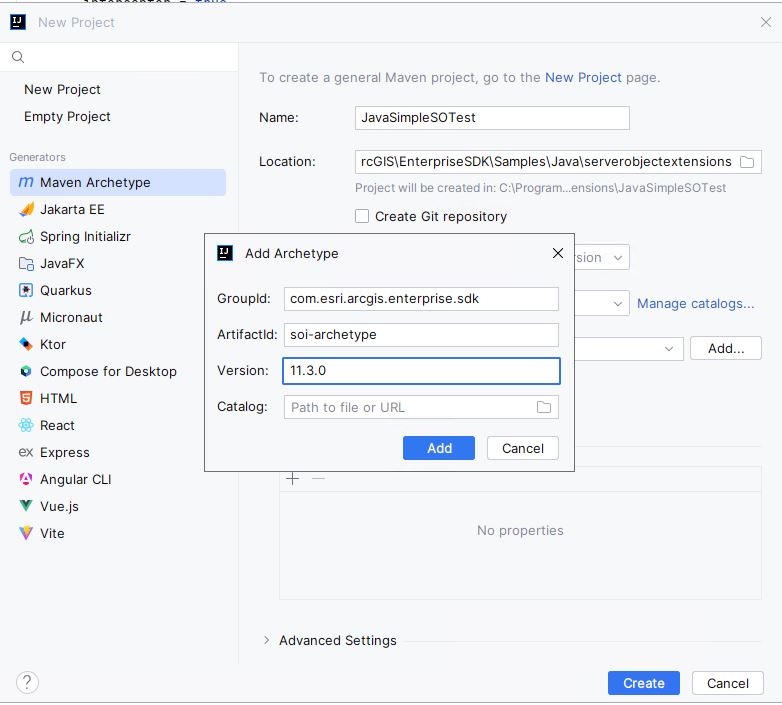 New Project
New Project
Empty Project
Generators
Maven Archetype
Jakarta EE
Spring Initializr
JavaFX
Quarkus
Micronaut
Ktor
Compose for Desktop
HTML
React
Express
Angular CLI
Vue.js
Vite
To create a general Maven project, go to the New Project page.
Name: JavaSimpleSOTest
Location: rcGIS\EnterpriseSDK\Samples\Java\serverobjectextensions
Project will be created in: C:\Program...ensions\JavaSimpleSOTest
Create Git repository
Manage catalogs...
Add...
Add Archetype
GroupId: com.esri.arcgis.enterprise.sdk
ArtifactId: soi-archetype
Version: 11.3.0
Catalog: Path to file or URL
Add Cancel
No properties
Advanced Settings
? Create Cancel